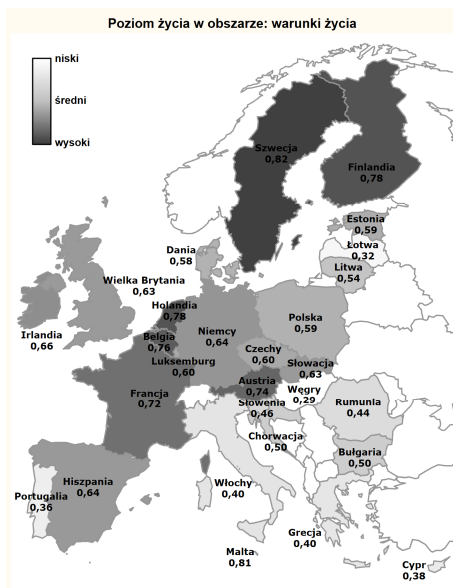 Poziom życia w obszarze: warunki życia
niski
średni
wysoki
Szwecja
0,82
Finlandia
0,78
Estonia
0,59
Łotwa
0,32
Litwa
0,54
Dania
0,58
Wielka Brytania
0,63
Irlandia
0,66
Holandia
0,78
Belgia
0,76
Luksemburg
0,60
Niemcy
0,64
Polska
0,59
Czechy
0,60
Słowacja
0,63
Austria
0,74
Węgry
0,29
Słowenia
0,46
Rumunia
0,44
Francja
0,72
Chorwacja
0,50
Bułgaria
0,50
Hiszpania
0,64
Portugalia
0,36
Włochy
0,40
Grecja
0,40
Malta
0,81
Cypr
0,38